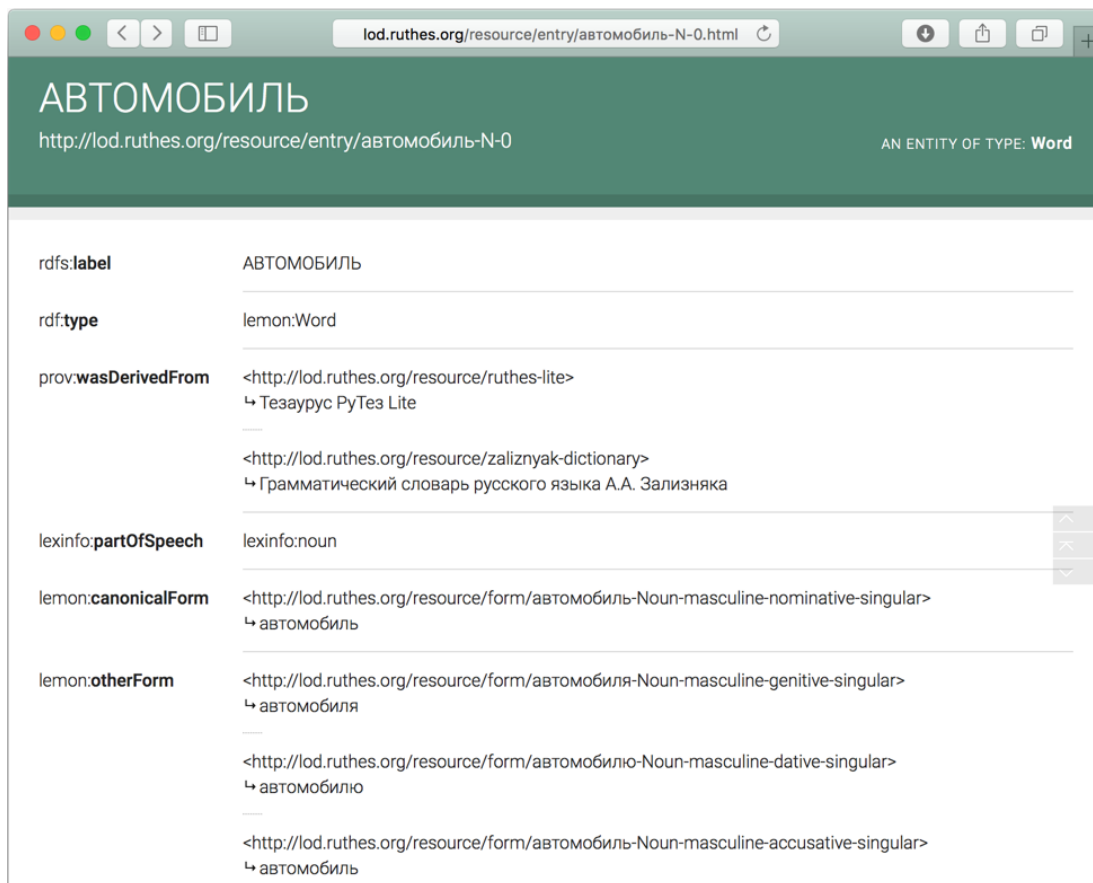 lod.ruthes.org/resource/entry/автомобиль-N-0.html
АВТОМОБИЛЬ
http://lod.ruthes.org/resource/entry/автомобиль-N-0
AN ENTITY OF TYPE: Word
rdfs:label АВТОМОБИЛЬ
rdf:type lemon:Word
prov:wasDerivedFrom <http://lod.ruthes.org/resource/ruthes-lite>
↳ Тезаурус РуТез Lite
<http://lod.ruthes.org/resource/zaliznyak-dictionary>
↳ Грамматический словарь русского языка А.А. Зализняка
lexinfo:partOfSpeech lexinfo:noun
lemon:canonicalForm <http://lod.ruthes.org/resource/form/автомобиль-Noun-masculine-nominative-singular>
↳ автомобиль
lemon:otherForm <http://lod.ruthes.org/resource/form/автомобиля-Noun-masculine-genitive-singular>
↳ автомобиля
<http://lod.ruthes.org/resource/form/автомобилю-Noun-masculine-dative-singular>
↳ автомобилю
<http://lod.ruthes.org/resource/form/автомобиль-Noun-masculine-accusative-singular>
↳ автомобиль